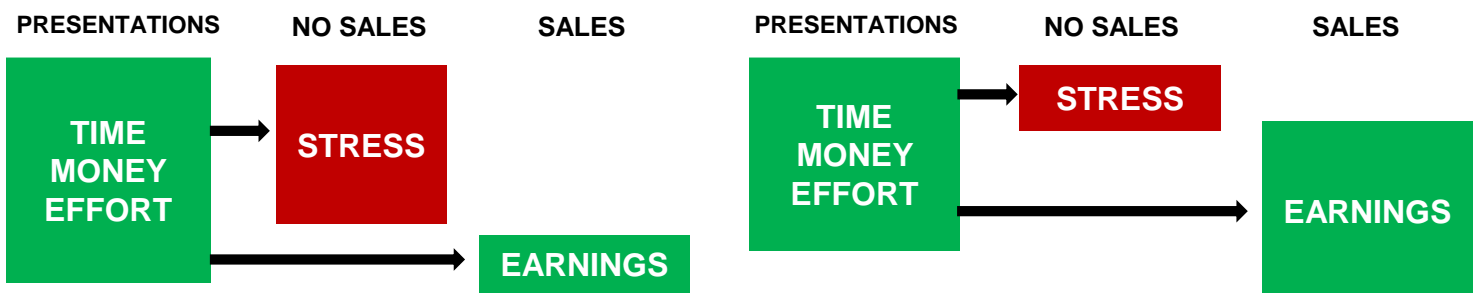 PRESENTATIONS
NO SALES
SALES
TIME
MONEY
EFFORT
STRESS
EARNINGS
PRESENTATIONS
NO SALES
SALES
TIME
MONEY
EFFORT
STRESS
EARNINGS